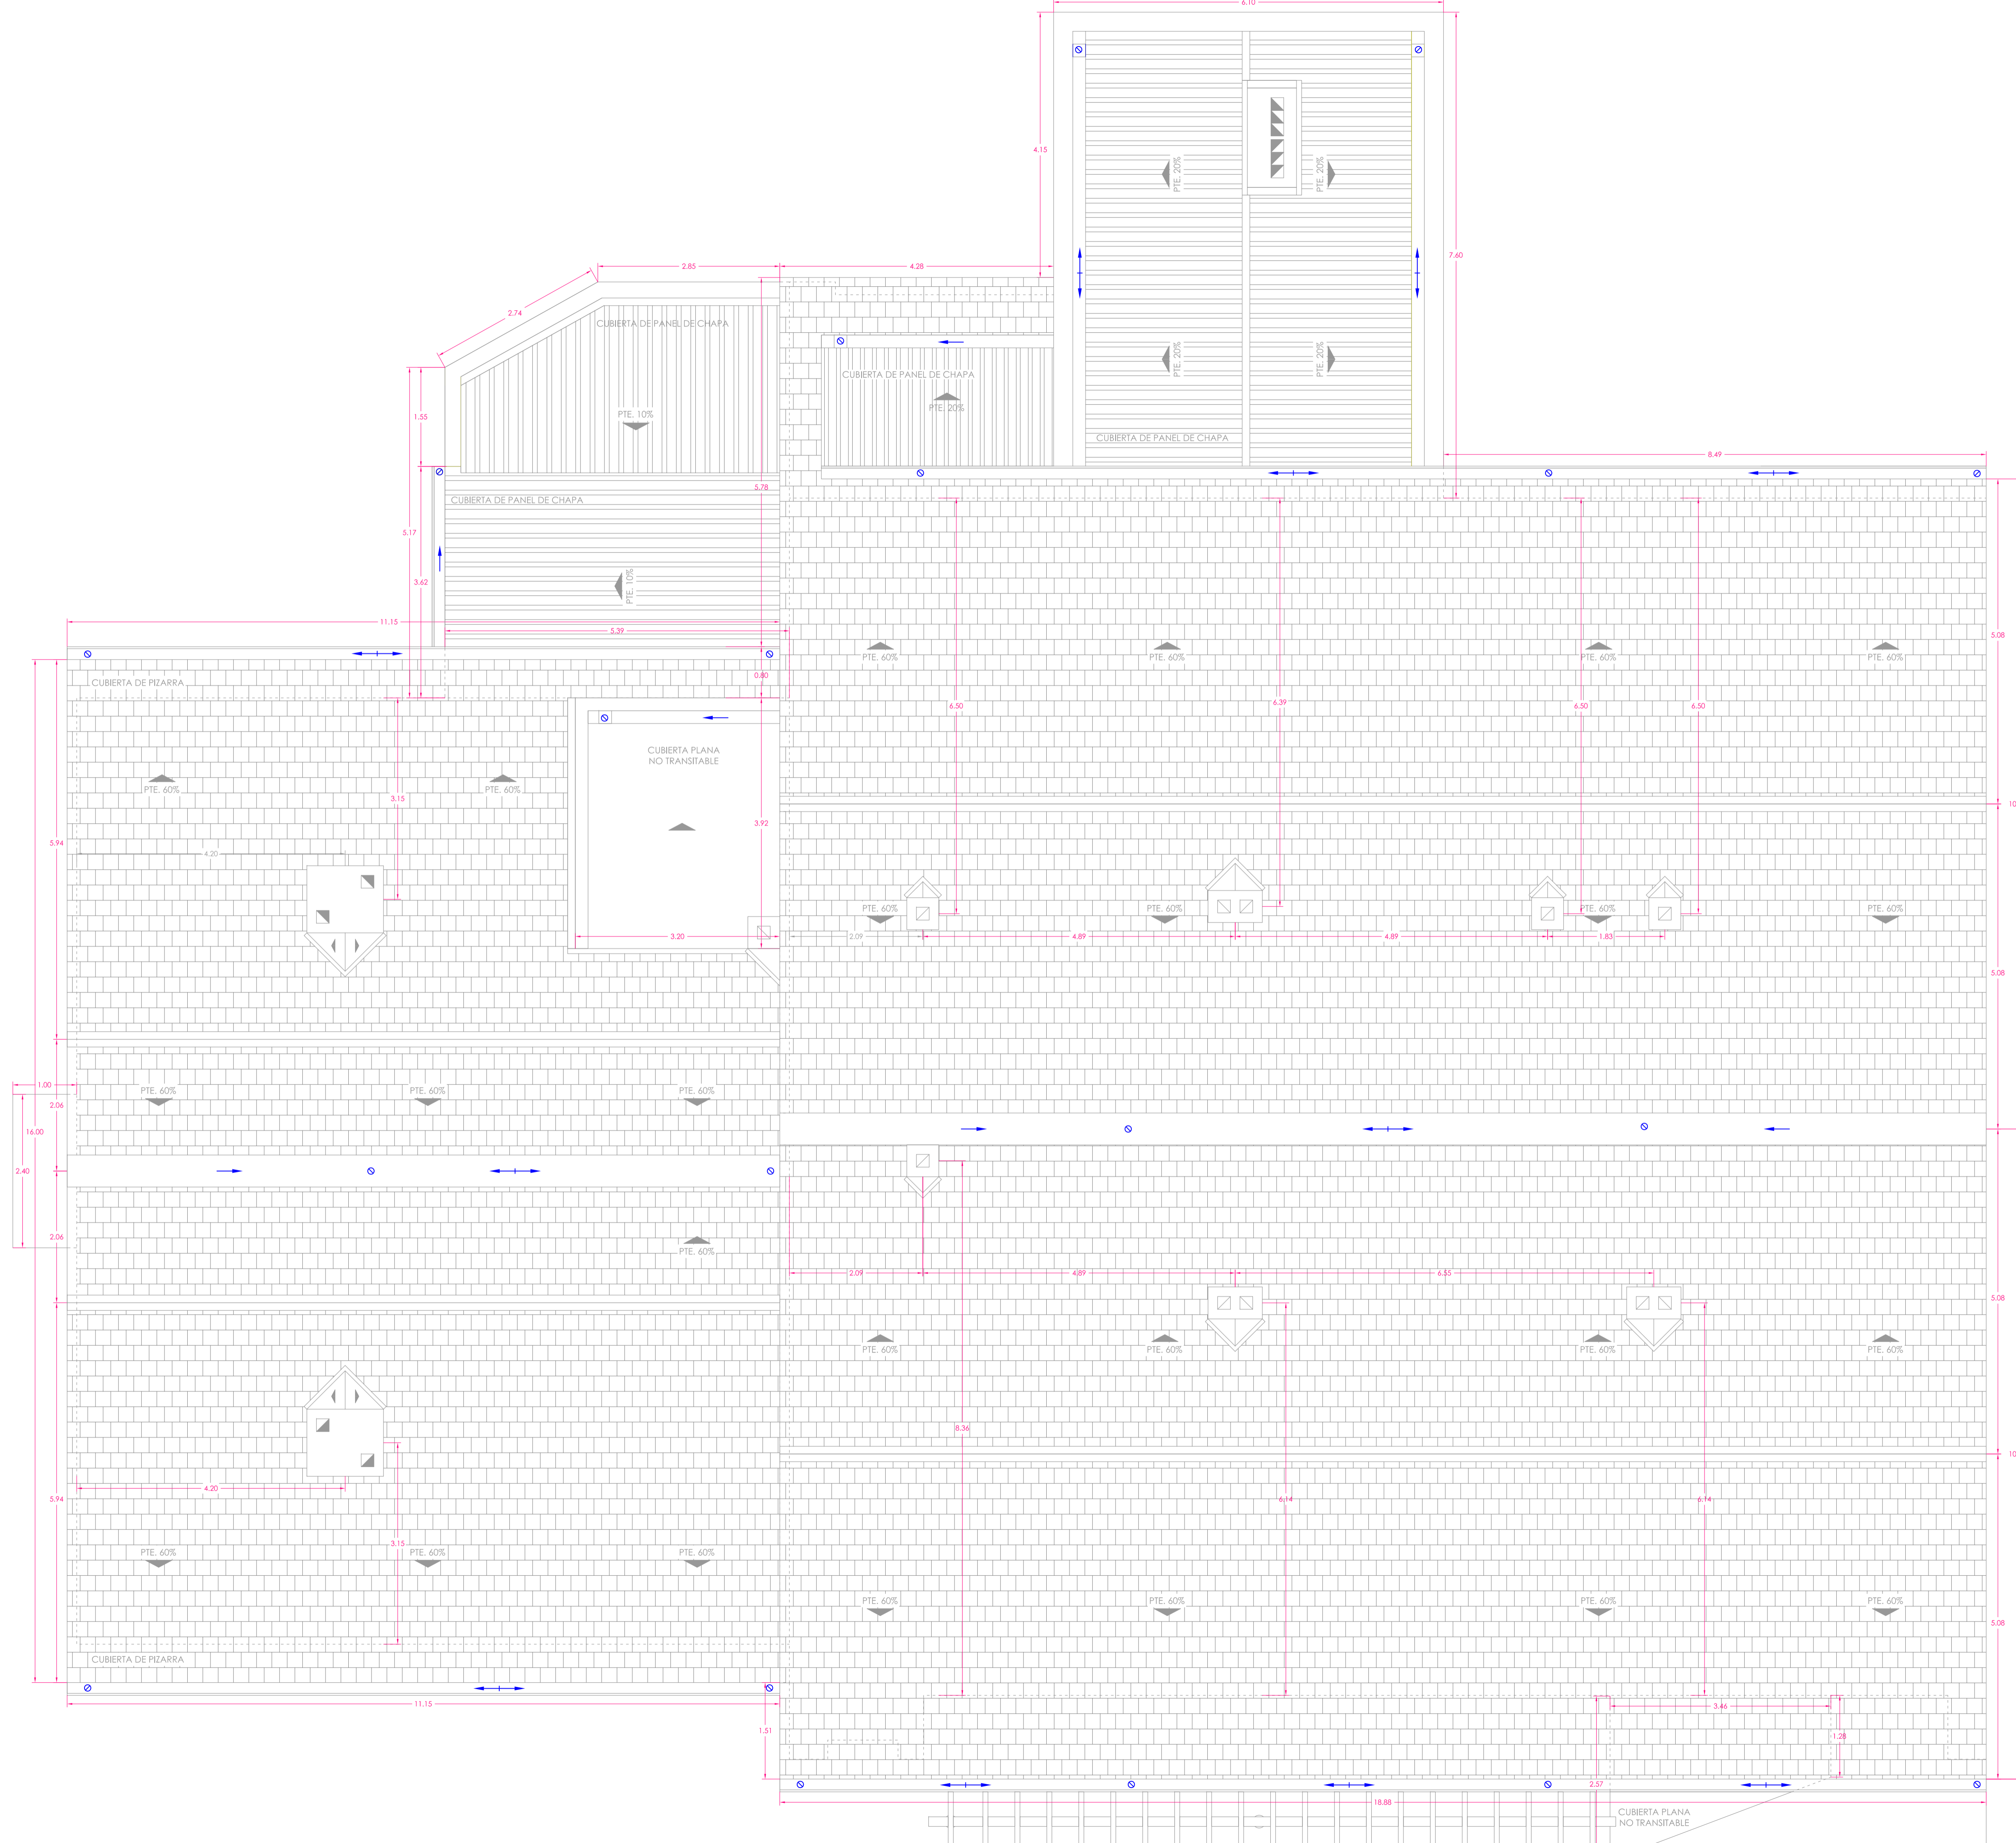 6.10
4.15
PTE. 20%
PTE. 20%
7.60
2.85
4.28
2.74
CUBIERTA DE PANEL DE CHAPA
CUBIERTA DE PANEL DE CHAPA
PTE. 20%
PTE. 20%
PTE. 10%
PTE. 20%
1.55
CUBIERTA DE PANEL DE CHAPA
8.49
5.78
CUBIERTA DE PANEL DE CHAPA
5.17
3.62
PTE. 10%
11.15
5.39
5.08
PTE. 60%
PTE. 60%
PTE. 60%
PTE. 60%
0.80
CUBIERTA DE PIZARRA
6.50
6.39
6.50
6.50
CUBIERTA PLANA
NO TRANSITABLE
PTE. 60%
PTE. 60%
3.15
10
3.92
5.94
4.20
PTE. 60%
PTE. 60%
PTE. 60%
PTE. 60%
3.20
2.09
4.89
4.89
1.83
5.08
1.00
PTE. 60%
PTE. 60%
PTE. 60%
2.06
16.00
2.40
2.06
PTE. 60%
2.09
4.89
6.55
5.08
PTE. 60%
PTE. 60%
PTE. 60%
PTE. 60%
8.36
10
4.20
5.94
6.14
6.14
3.15
PTE. 60%
PTE. 60%
PTE. 60%
PTE. 60%
PTE. 60%
PTE. 60%
PTE. 60%
5.08
CUBIERTA DE PIZARRA
11.15
3.46
1.51
1.28
2.57
18.88
CUBIERTA PLANA
NO TRANSITABLE